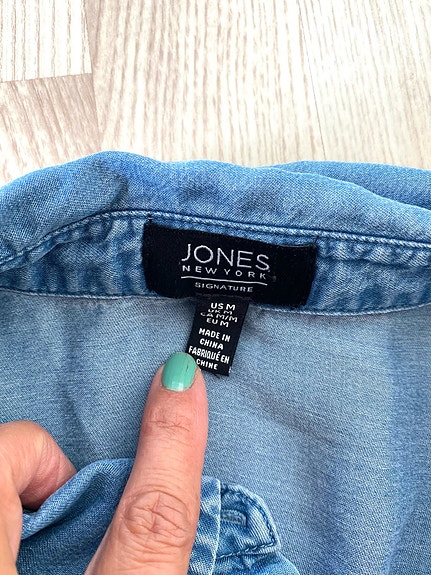 JONES
NEW YORK
SIGNATURE
US M
UK M
CA M/M
EU M
MADE IN
CHINA
FABRIQUÉ EN
CHINE